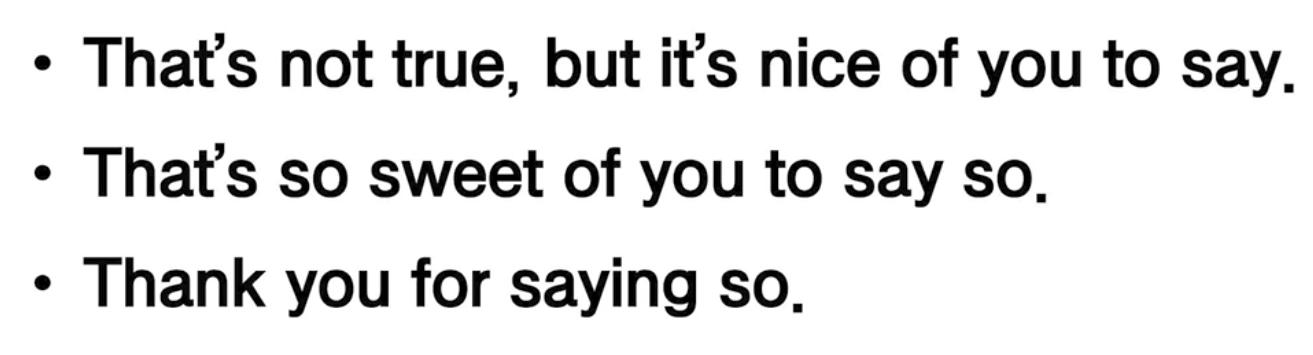 • That’s not true, but it’s nice of you to say.
• That’s so sweet of you to say so.
• Thank you for saying so.